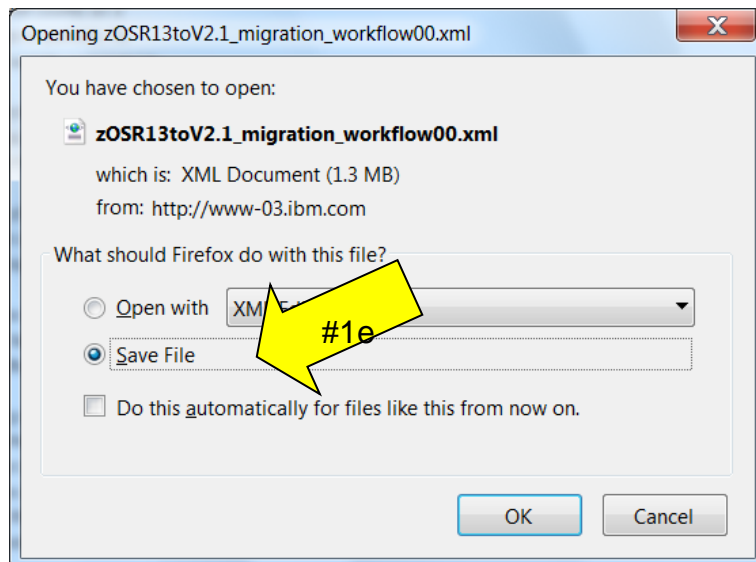 Opening zOSR13toV2.1_migration_workflow00.xml
X
You have chosen to open:
zOSR13toV2.1_migration_workflow00.xml
which is: XML Document (1.3 MB)
from: http://www-03.ibm.com
What should Firefox do with this file?
Open with
#1e
Save File
Do this automatically for files like this from now on.
OK Cancel